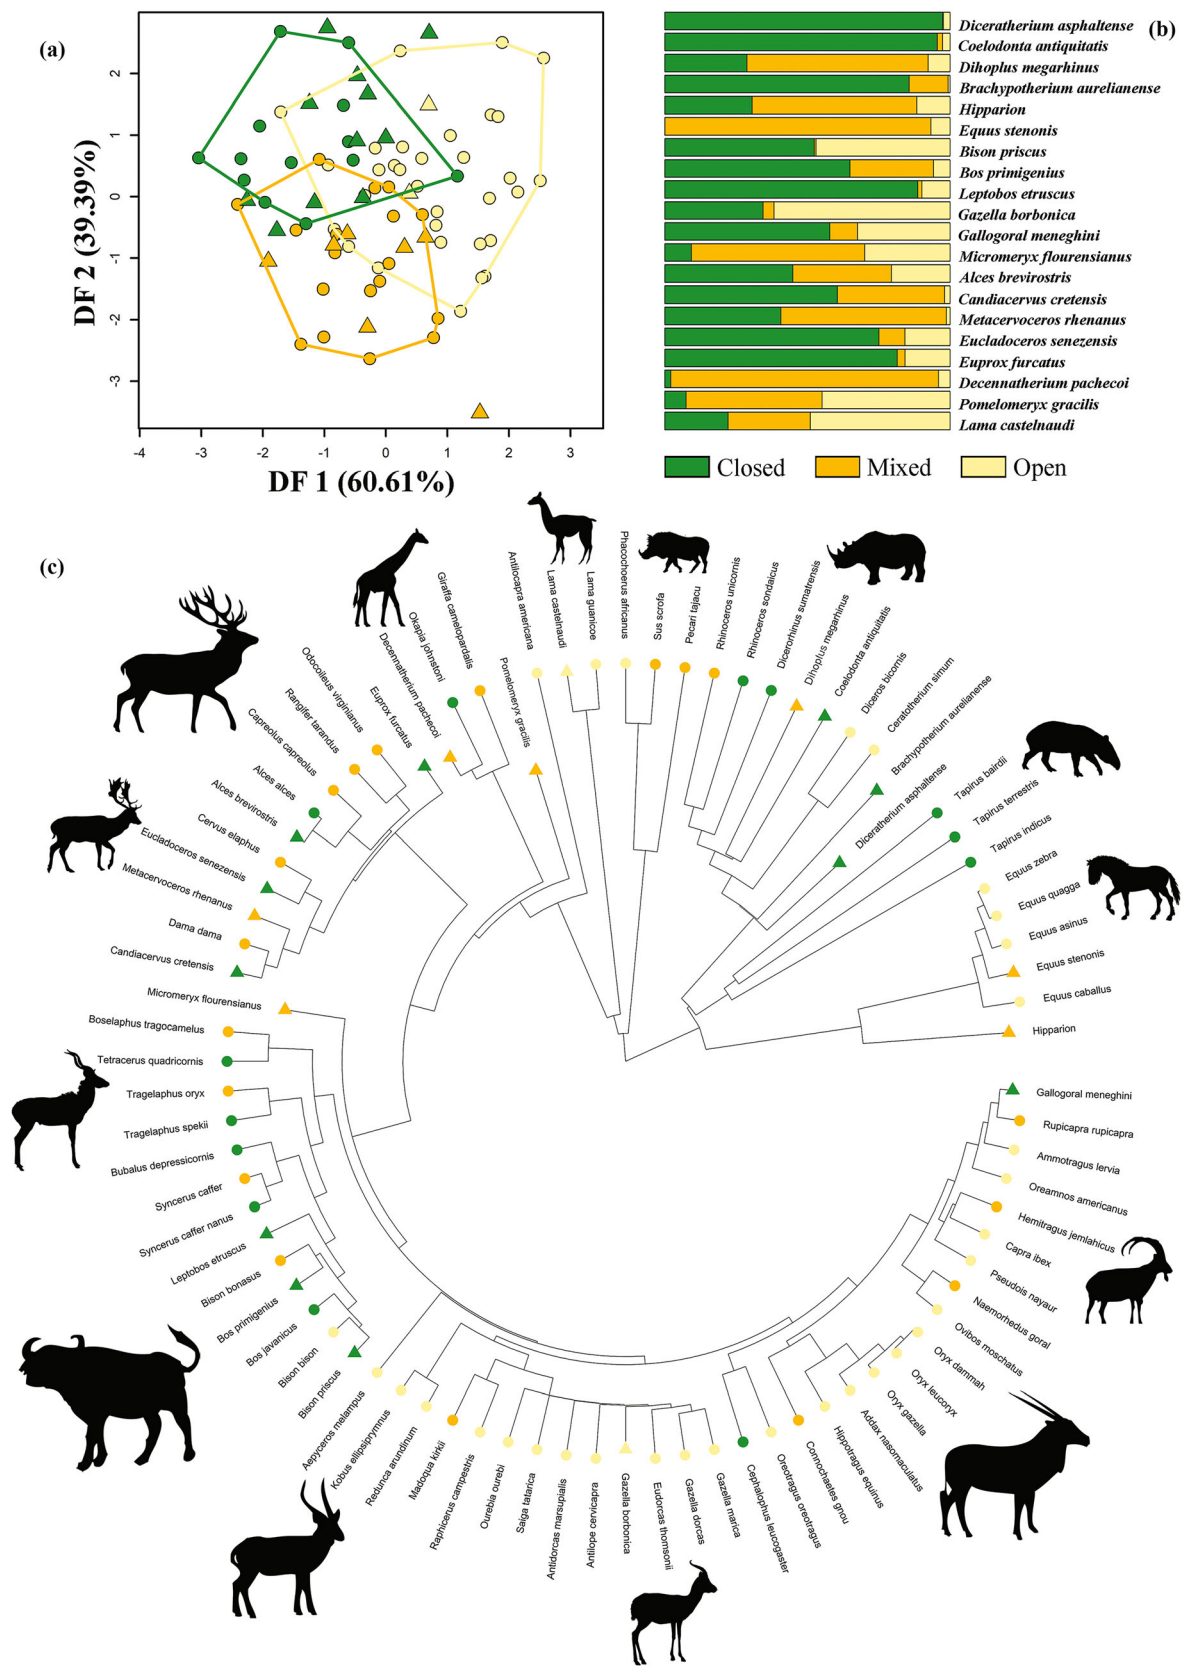 (a)
2
1
0
-1
-2
-3
DF 2 (39.39%)
-4
-3
-2
-1
0
1
2
3
DF 1 (60.61%)
(b)
Diceratherium asphaltense
Coelodonta antiquitatis
Dihoplus megarhinus
Brachypotherium aurelianense
Hipparion
Equus stenonis
Bison priscus
Bos primigenius
Leptobos etruscus
Gazella borbonica
Gallogoral meneghini
Micromeryx flourensianus
Alces brevirostris
Candiacervus cretensis
Metacervoceros rhenanus
Eucladoceros senezensis
Euprox furcatus
Decennatherium pachecoi
Pomelomeryx gracilis
Lama castelnaudi
Closed
Mixed
Open
(c)
Phacochoerus africanus
Sus scrofa
Pecari tajacu
Rhinoceros unicornis
Rhinoceros sondaicus
Dicerorhinus sumatrensis
Dihoplus megarhinus
Coelodonta antiquitatis
Diceros bicornis
Ceratotherium simum
Brachypotherium aurelianense
Diceratherium asphaltense
Tapirus bairdii
Tapirus terrestris
Tapirus indicus
Equus zebra
Equus quagga
Equus asinus
Equus stenonis
Equus caballus
Hipparion
Gallogoral meneghini
Rupicapra rupicapra
Ammotragus lervia
Oreamnos americanus
Hemitragus jemlahicus
Capra ibex
Pseudois nayaur
Naemorhedus goral
Ovibos moschatus
Oryx dammah
Oryx leucoryx
Oryx gazella
Addax nasomaculatus
Hippotragus equinus
Connochaetes gnou
Oreotragus oreotragus
Cephalophus leucogaster
Gazella marica
Gazella dorcas
Eudorcas thomsonii
Gazella borbonica
Antilope cervicapra
Antidorcas marsupialis
Saiga tatarica
Ourebia ourebi
Raphicerus campestris
Madoqua kirkii
Redunca arundinum
Kobus ellipsiprymnus
Aepyceros melampus
Bison priscus
Bison bison
Bos javanicus
Bos primigenius
Bison bonasus
Leptobos etruscus
Syncerus caffer nanus
Syncerus caffer
Bubalus depressicornis
Tragelaphus spekii
Tragelaphus oryx
Tetracerus quadricornis
Boselaphus tragocamelus
Micromeryx flourensianus
Candiacervus cretensis
Dama dama
Metacervoceros rhenanus
Eucladoceros senezensis
Cervus elaphus
Alces brevirostris
Alces alces
Capreolus capreolus
Rangifer tarandus
Odocoileus virginianus
Euprox furcatus
Decennatherium pachecoi
Okapia johnstoni
Giraffa camelopardalis
Pomelomeryx gracilis
Antilocapra americana
Lama castelnaudi
Lama guanicoe